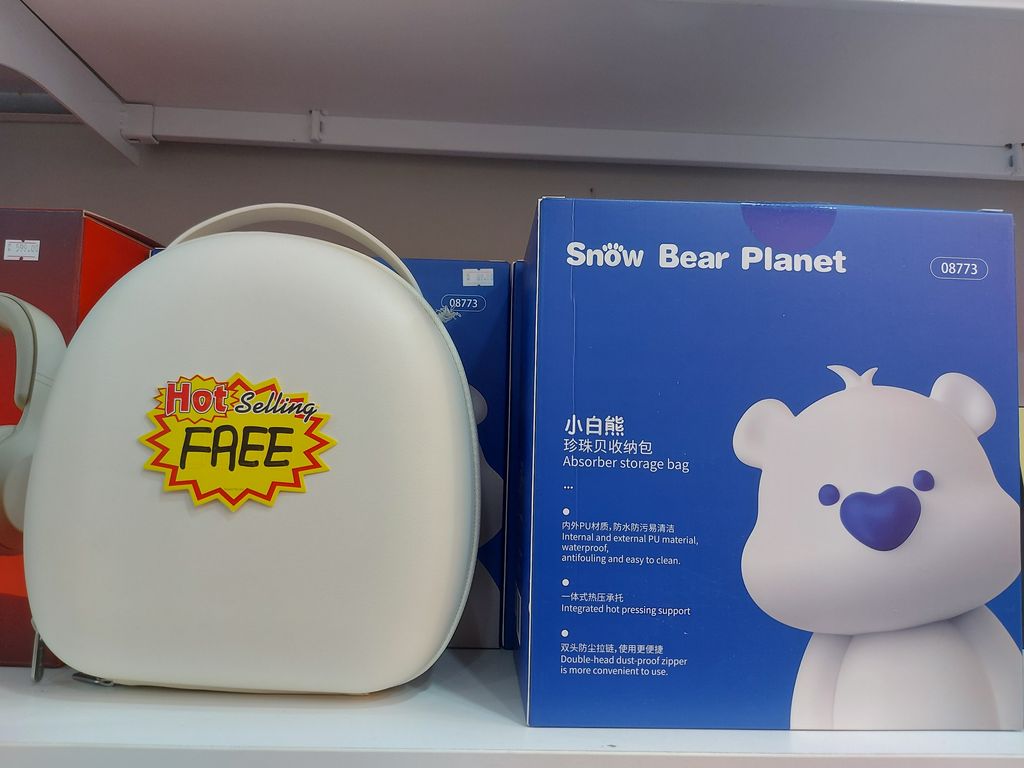 Hot Selling
FAEE
08773
Snow Bear Planet
08773
小白熊
珍珠贝收纳包
Absorber storage bag
...
内外PU材质,防水防污易清洁
Internal and external PU material,
waterproof,
antifouling and easy to clean.
一体式热压承托
Integrated hot pressing support
双头防尘拉链,使用更便捷
Double-head dust-proof zipper
is more convenient to use.